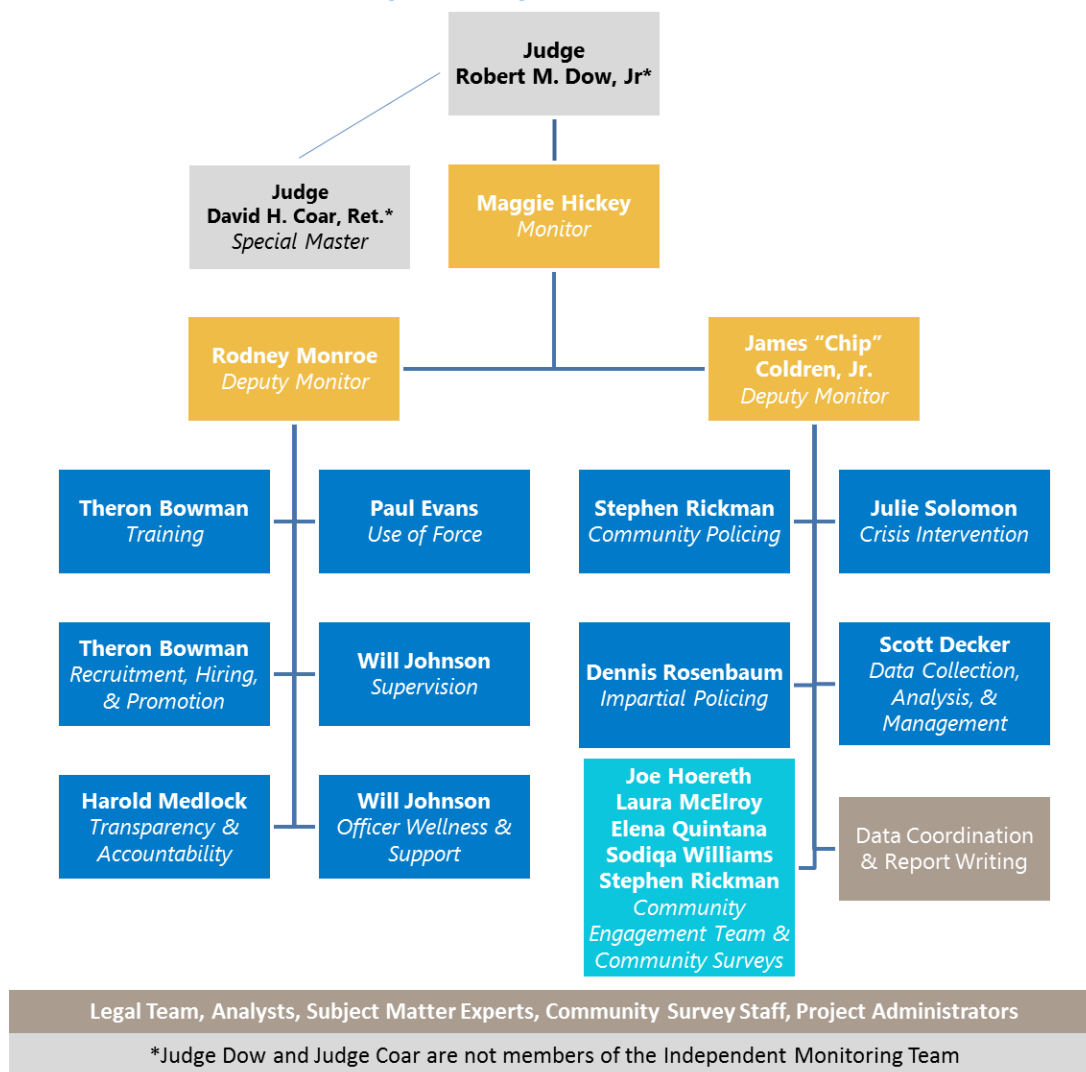 Judge
Robert M. Dow, Jr*
Judge
David H. Coar, Ret.*
Special Master
Maggie Hickey
Monitor
Rodney Monroe
Deputy Monitor
James “Chip”
Coldren, Jr.
Deputy Monitor
Theron Bowman
Training
Paul Evans
Use of Force
Stephen Rickman
Community Policing
Julie Solomon
Crisis Intervention
Theron Bowman
Recruitment, Hiring,
& Promotion
Will Johnson
Supervision
Dennis Rosenbaum
Impartial Policing
Scott Decker
Data Collection,
Analysis, &
Management
Harold Medlock
Transparency &
Accountability
Will Johnson
Officer Wellness &
Support
Joe Hoereth
Laura McElroy
Elena Quintana
Sodiqa Williams
Stephen Rickman
Community
Engagement Team &
Community Surveys
Data Coordination
& Report Writing
Legal Team, Analysts, Subject Matter Experts, Community Survey Staff, Project Administrators
*Judge Dow and Judge Coar are not members of the Independent Monitoring Team